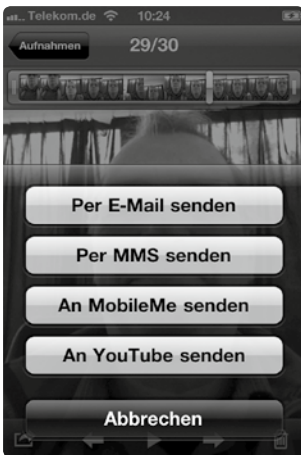 Telekom.de 10:24
Aufnahmen 29/30
Per E-Mail senden
Per MMS senden
An MobileMe senden
An YouTube senden
Abbrechen